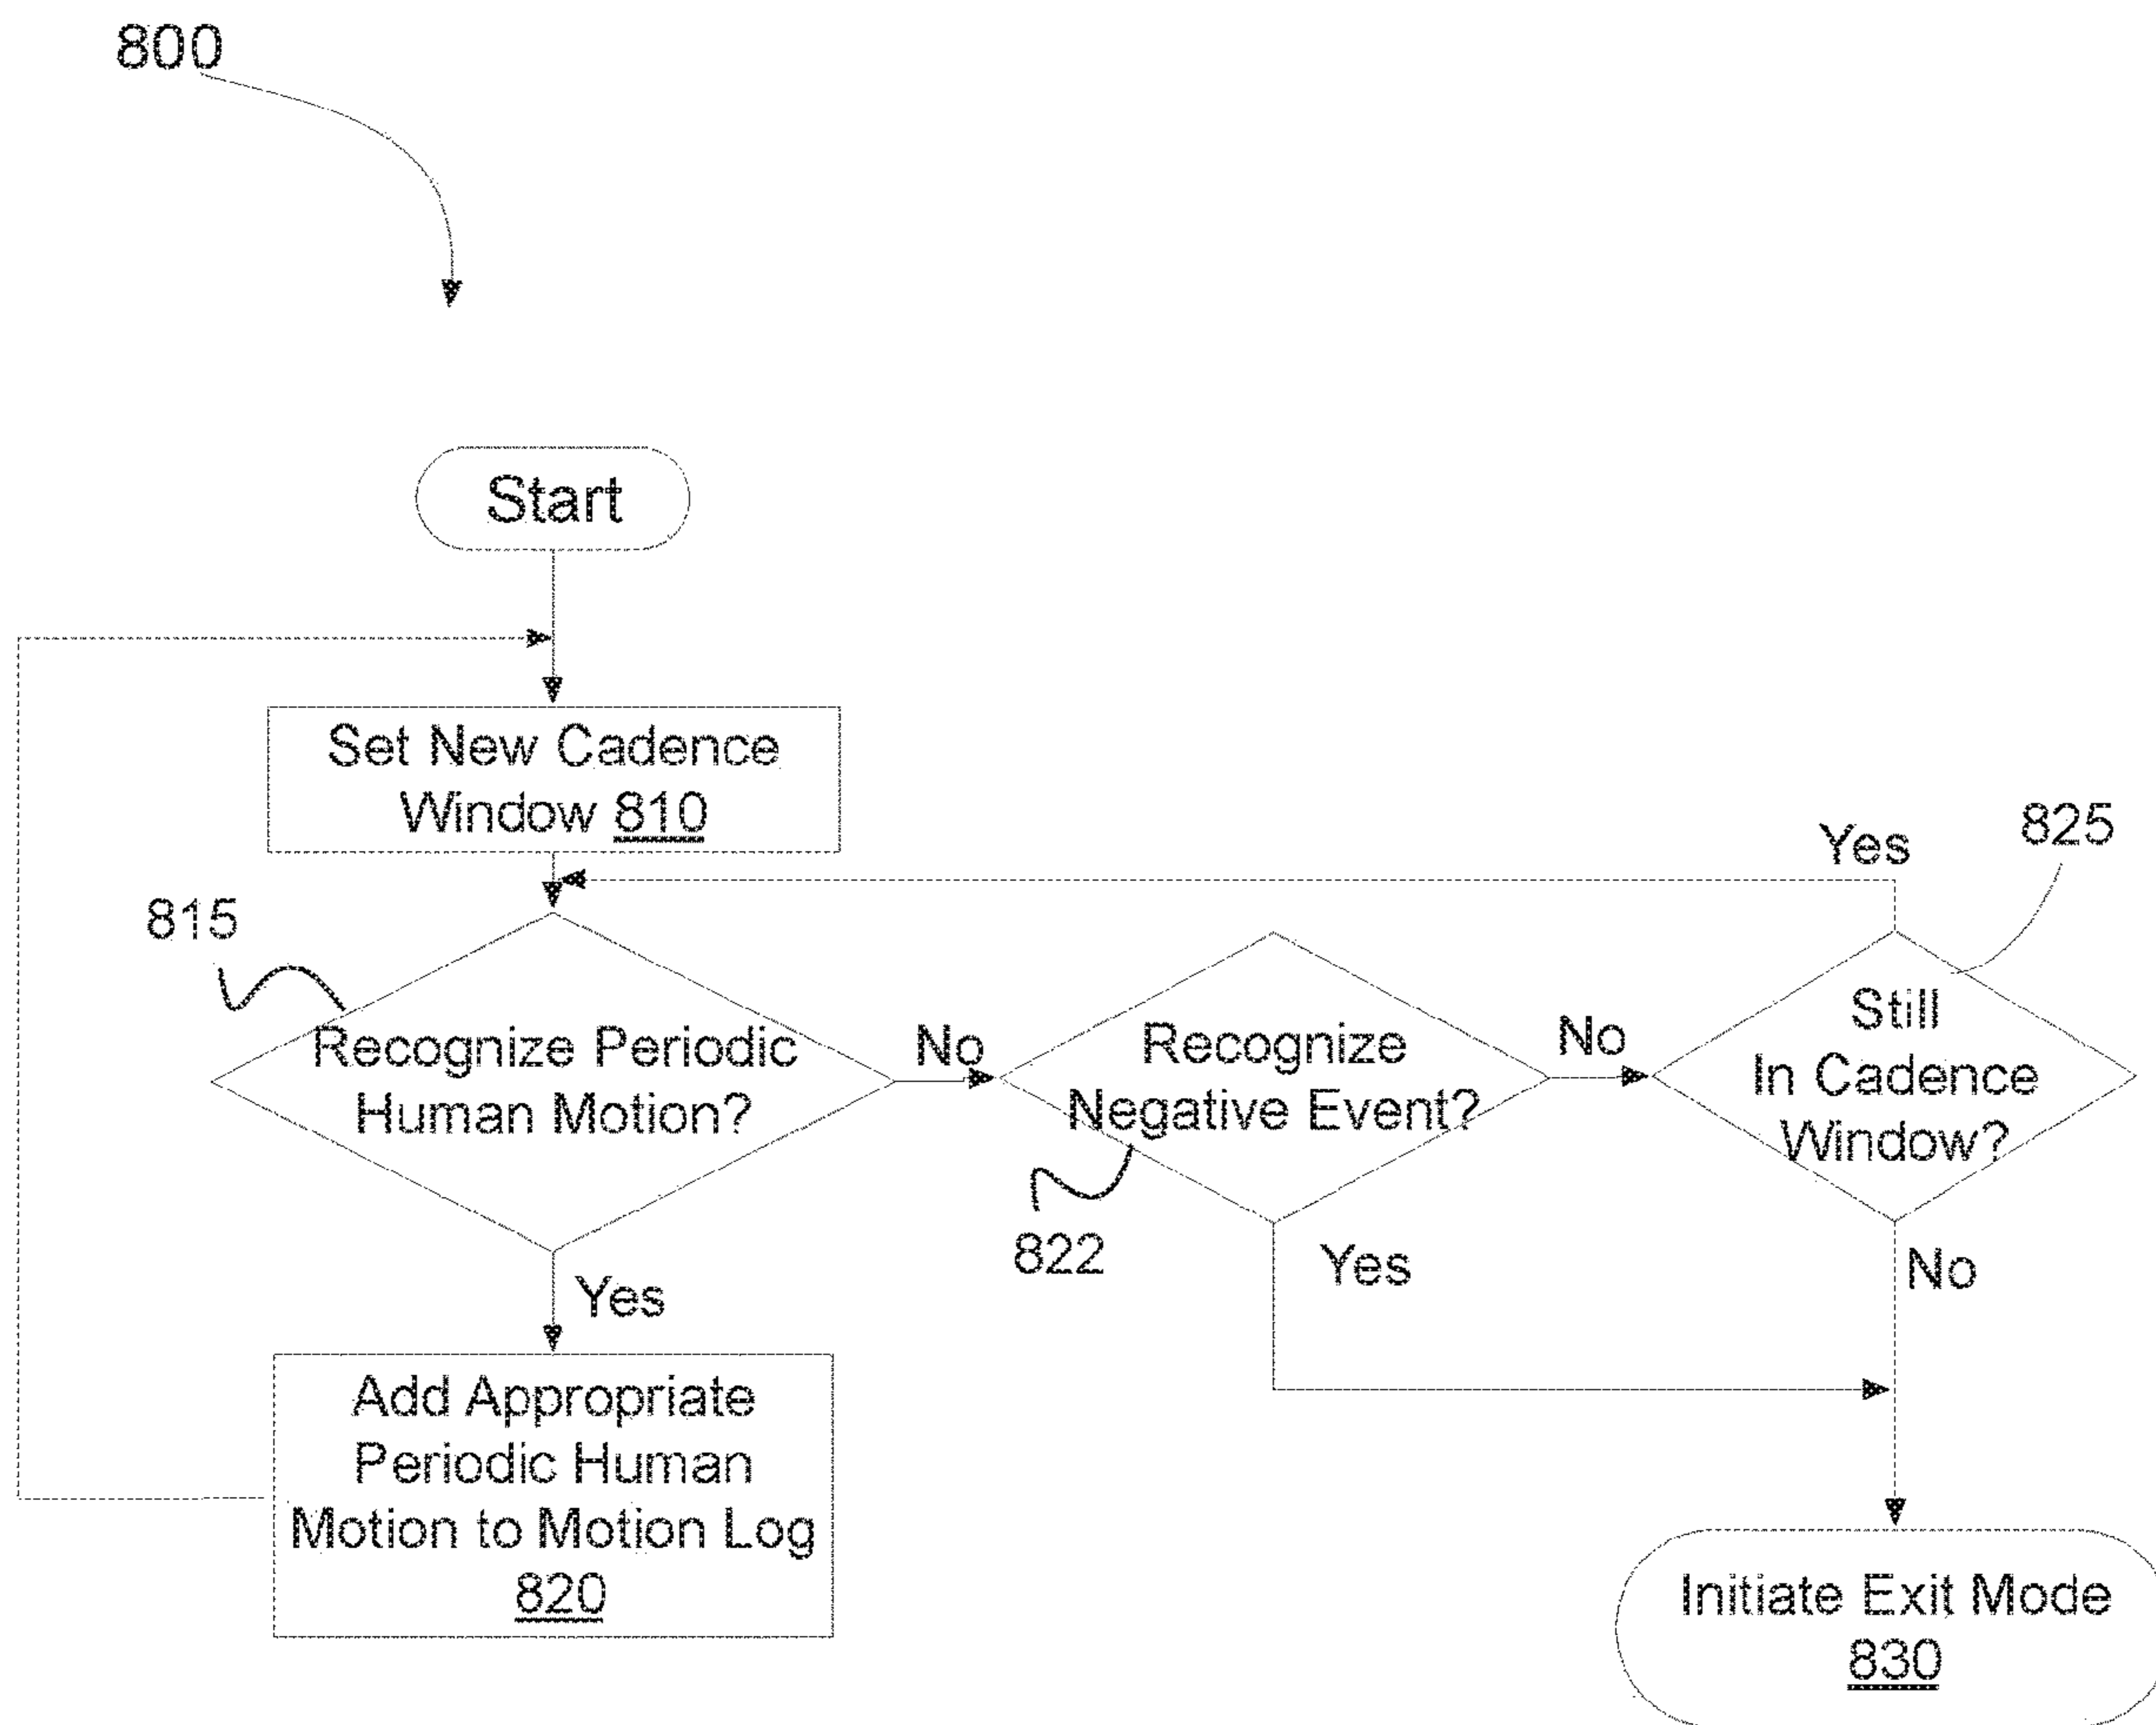 800
Start
Set New Cadence
Window 810
815
Recognize Periodic
Human Motion?
No
Yes
Add Appropriate
Periodic Human
Motion to Motion Log
820
Recognize
Negative Event?
822
No
Yes
825
Yes
Still
In Cadence
Window?
No
Initiate Exit Mode
830